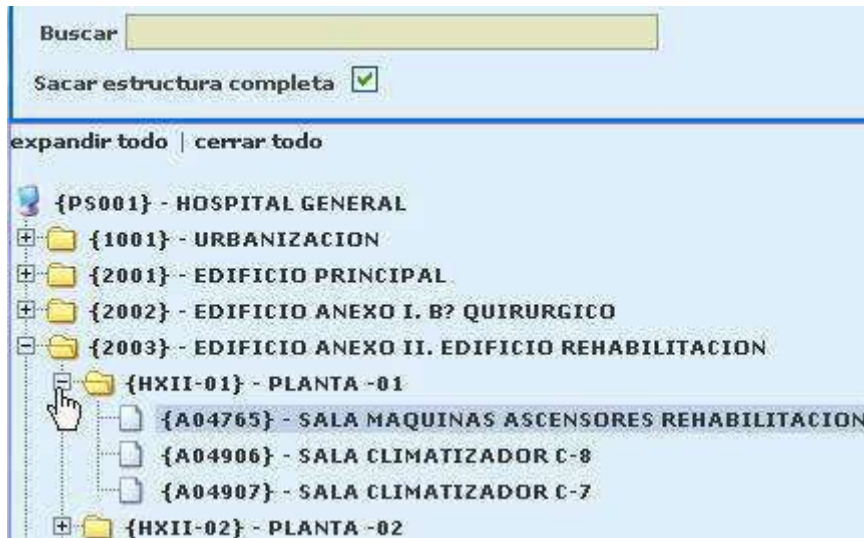 Buscar
Sacar estructura completa
expandir todo | cerrar todo
{PS001} - HOSPITAL GENERAL
{1001} - URBANIZACION
{2001} - EDIFICIO PRINCIPAL
{2002} - EDIFICIO ANEXO I. B? QUIRURGICO
{2003} - EDIFICIO ANEXO II. EDIFICIO REHABILITACION
{HXII-01} - PLANTA -01
{A04765} - SALA MAQUINAS ASCENSORES REHABILITACION
{A04906} - SALA CLIMATIZADOR C-8
{A04907} - SALA CLIMATIZADOR C-7
{HXII-02} - PLANTA -02